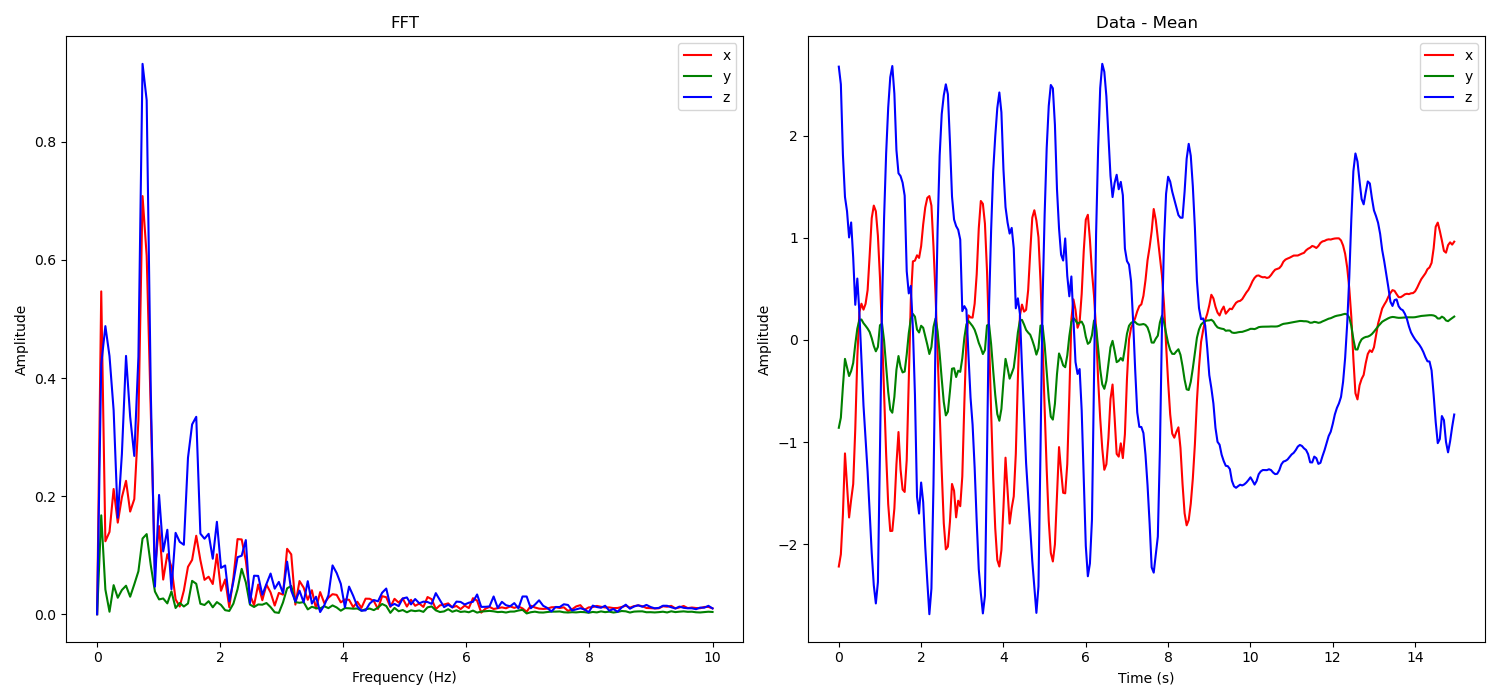 FFT
x
y
z
Amplitude
0.8
0.6
0.4
0.2
0.0
0 2 4 6 8 10
Frequency (Hz)
Data - Mean
x
y
z
Amplitude
2
1
0
−1
−2
0 2 4 6 8 10 12 14
Time (s)